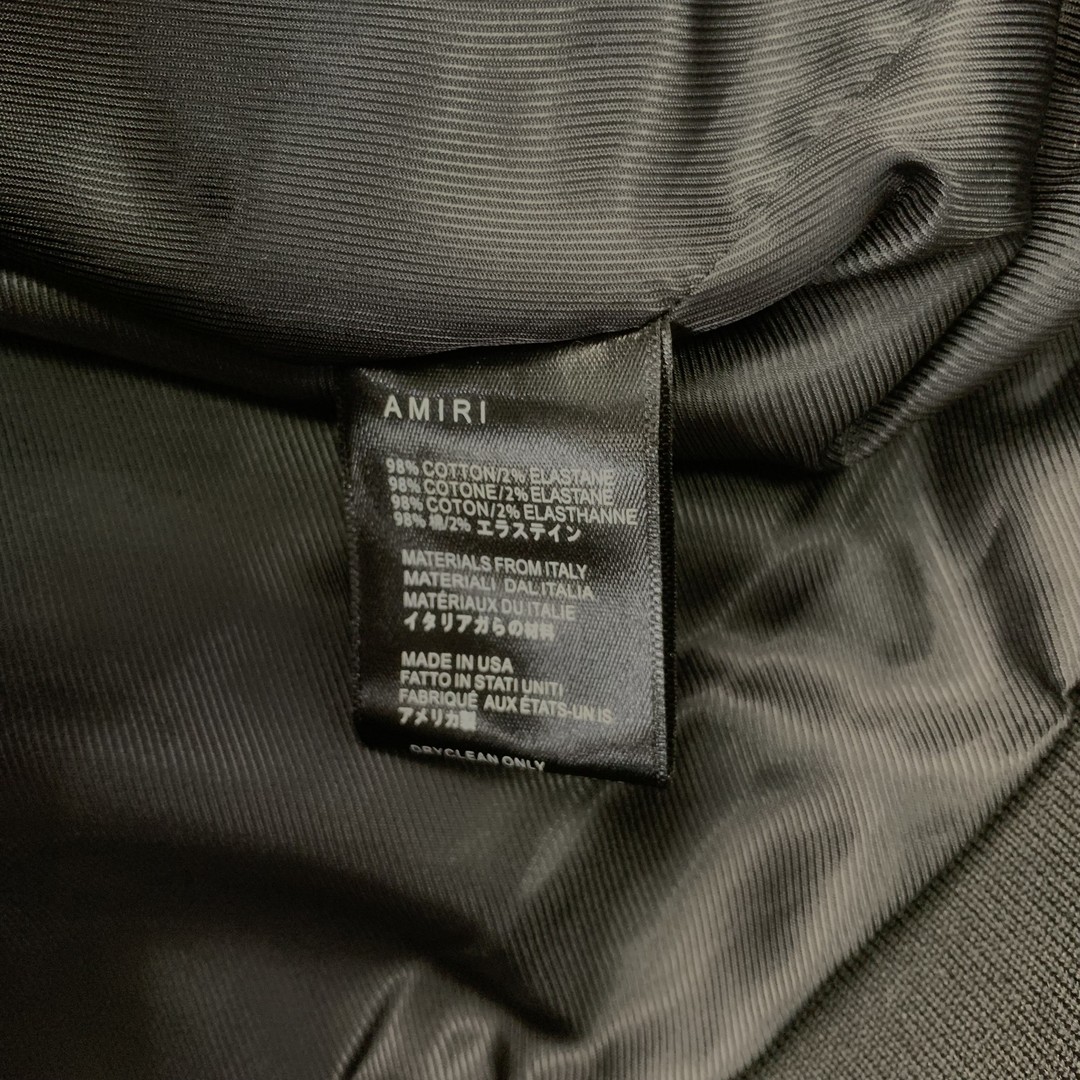 AMIRI
98% COTTON/2% ELASTANE
98% COTONE/2% ELASTANE
98% COTON/2% ELASTHANNE
98% 綿/2% エラステイン
MATERIALS FROM ITALY
MATERIALI DAL ITALIA
MATÉRIAUX DU ITALIE
イタリアガらの材料
MADE IN USA
FATTO IN STATI UNITI
FABRIQUÉ AUX ÉTATS-UNIS
アメリカ製
DRYCLEAN ONLY